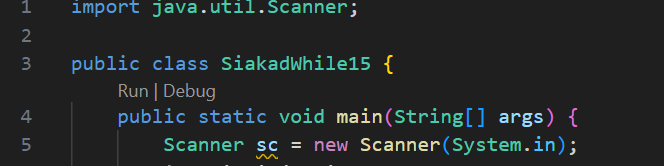 1 import java.util.Scanner;
2
3 public class SiakadWhile15 {
Run | Debug
4 public static void main(String[] args) {
5 Scanner sc = new Scanner(System.in);